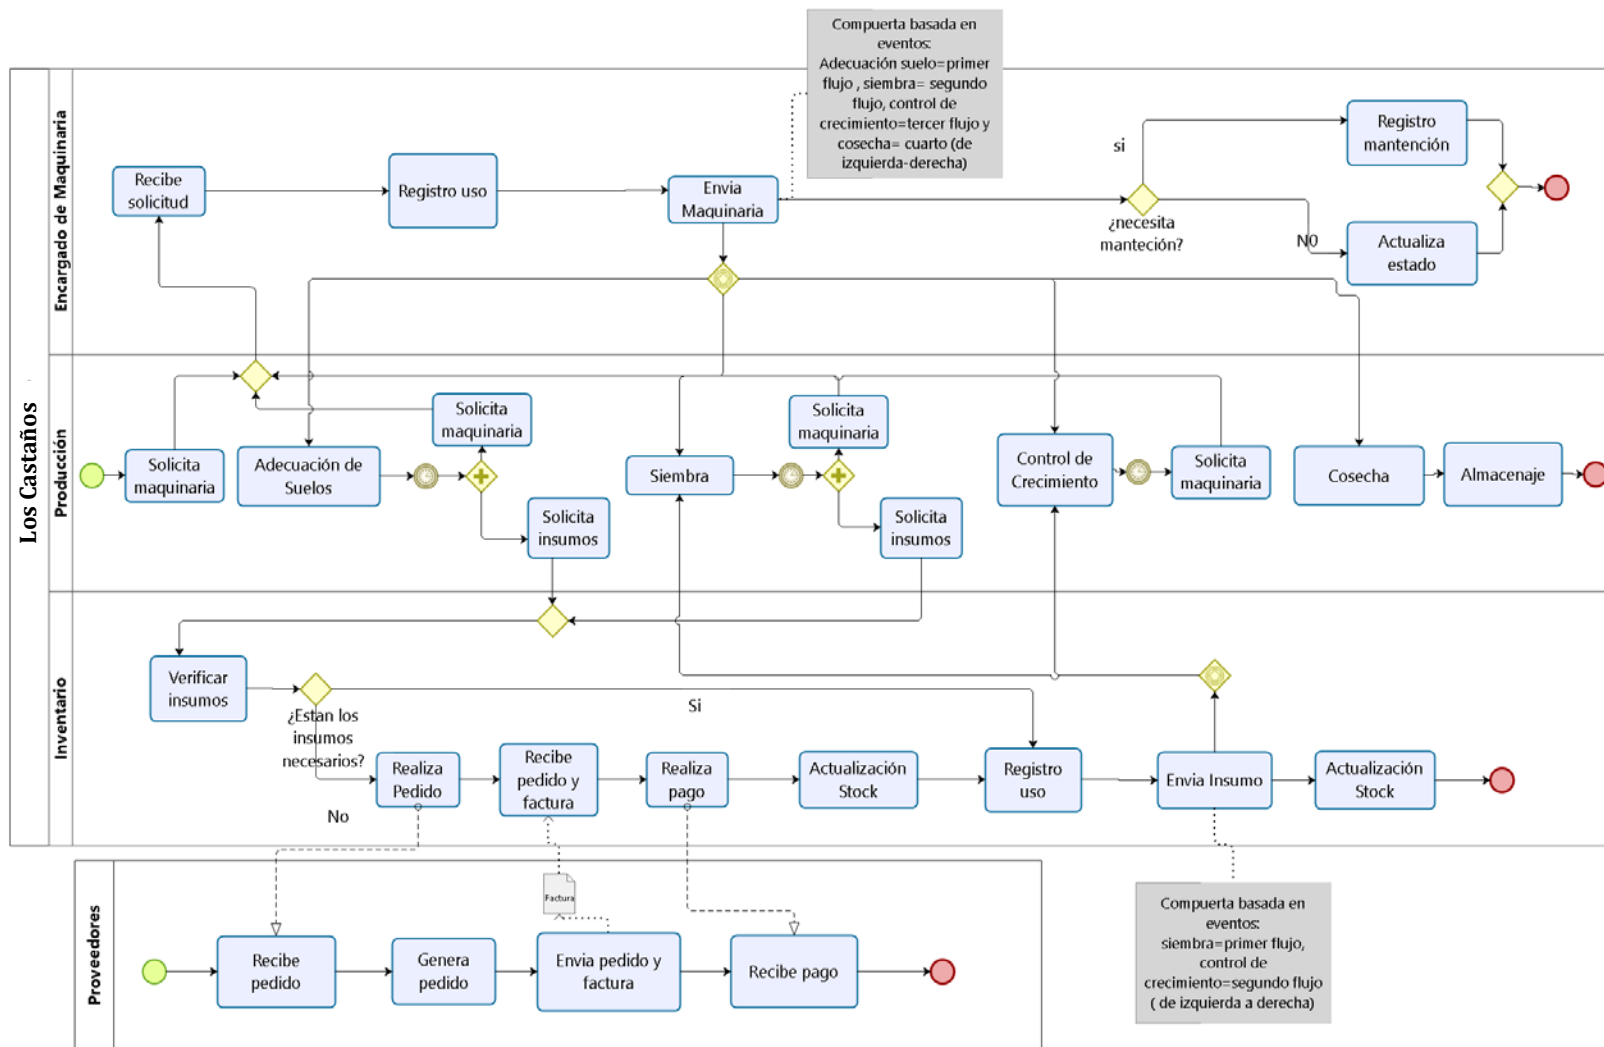 Compuerta basada en
eventos:
Adecuación suelo=primer
flujo , siembra= segundo
flujo, control de
crecimiento=tercer flujo y
cosecha= cuarto (de
izquierda-derecha)
Los Castaños
Encargado de Maquinaria
Recibe
solicitud
Registro uso
Envia
Maquinaria
si
¿necesita
manteción?
N0
Registro
mantención
Actualiza
estado
Producción
Solicita
maquinaria
Adecuación de
Suelos
Solicita
maquinaria
Solicita
insumos
Siembra
Solicita
maquinaria
Solicita
insumos
Control de
Crecimiento
Solicita
maquinaria
Cosecha
Almacenaje
Inventario
Verificar
insumos
¿Estan los
insumos
necesarios?
Si
No
Realiza
Pedido
Recibe
pedido y
factura
Realiza
pago
Actualización
Stock
Registro
uso
Envia Insumo
Actualización
Stock
Factura
Proveedores
Recibe
pedido
Genera
pedido
Envia pedido y
factura
Recibe pago
Compuerta basada en
eventos:
siembra=primer flujo,
control de
crecimiento=segundo flujo
( de izquierda a derecha)